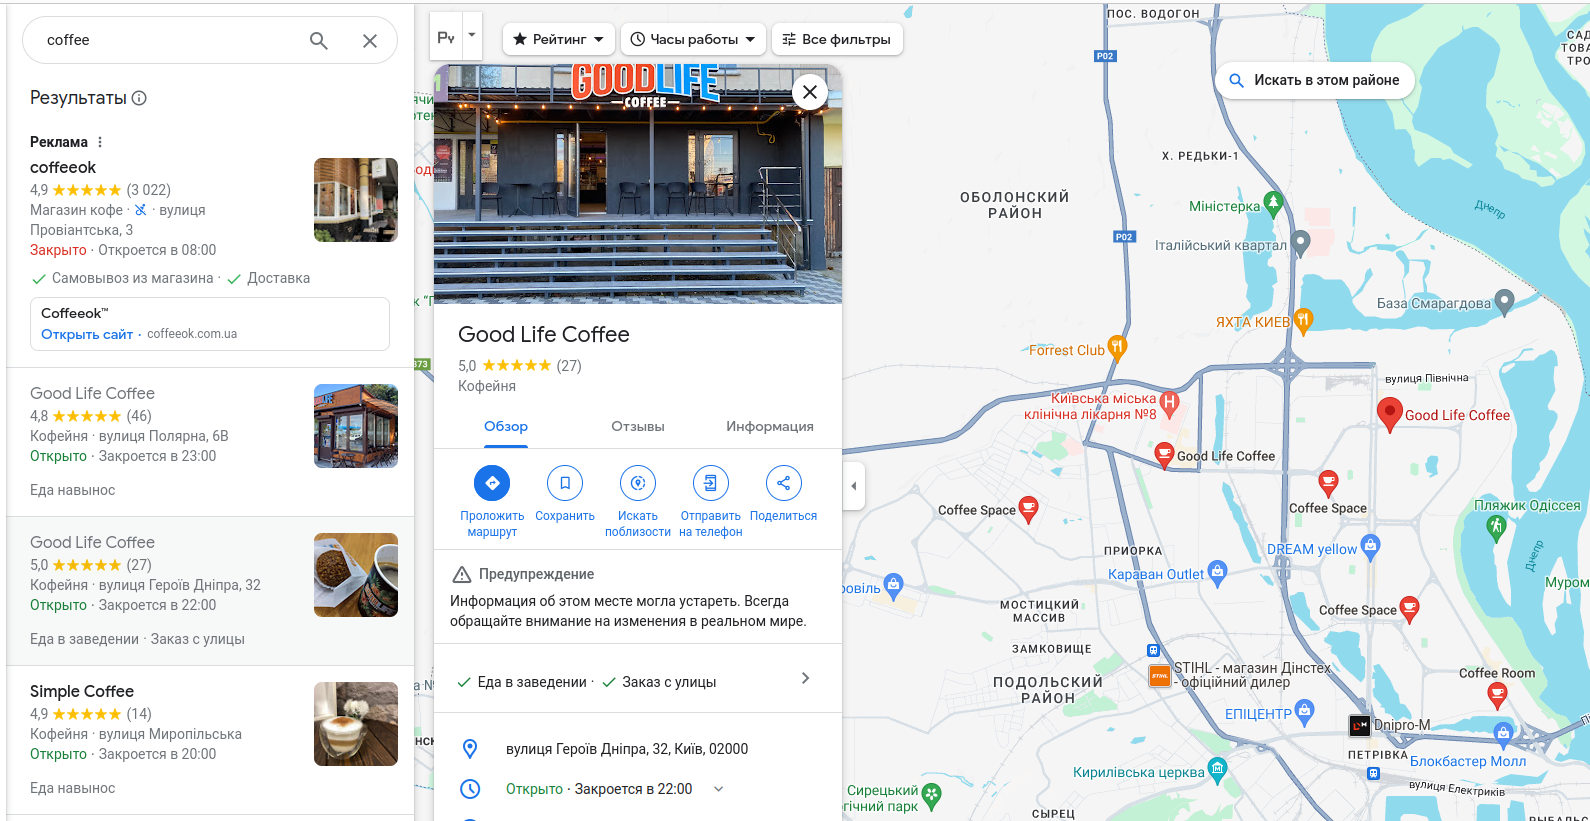 coffee
Результаты
Реклама
coffeeok
4,9 ★★★★★ (3 022)
Магазин кофе · · вулиця
Провіантська, 3
Закрыто · Откроется в 08:00
Самовывоз из магазина · Доставка
Coffeeok™
Открыть сайт · coffeeok.com.ua
Good Life Coffee
4,8 ★★★★★ (46)
Кофейня · вулиця Полярна, 6В
Открыто · Закроется в 23:00
Еда навынос
Good Life Coffee
5,0 ★★★★★ (27)
Кофейня · вулиця Героїв Дніпра, 32
Открыто · Закроется в 22:00
Еда в заведении · Заказ с улицы
Simple Coffee
4,9 ★★★★★ (14)
Кофейня · вулиця Миропільська
Открыто · Закроется в 20:00
Еда навынос
Ру
Рейтинг
Часы работы
Все фильтры
GOODLIFE
COFFEE
Good Life Coffee
5,0 ★★★★★ (27)
Кофейня
Обзор
Отзывы
Информация
Проложить
маршрут
Сохранить
Искать
поблизости
Отправить
на телефон
Поделиться
Предупреждение
Информация об этом месте могла устареть. Всегда
обращайте внимание на изменения в реальном мире.
Еда в заведении · Заказ с улицы
вулиця Героїв Дніпра, 32, Київ, 02000
Открыто · Закроется в 22:00
ПОС. ВОДОГОН
P02
Искать в этом районе
САД
ТОВА
ТРО
Х. РЕДЬКИ-1
ОБОЛОНСКИЙ
РАЙОН
Міністерка
Днепр
P02
Італійський квартал
База Смарагдова
ЯХТА КИЕВ
Forrest Club
373
вулиця Північна
Київська міська
клінічна лікарня №8
Good Life Coffee
Good Life Coffee
Coffee Space
Coffee Space
Пляжик Одіссея
DREAM yellow
Днепр
ПРИОРКА
Караван Outlet
ровіль
Муром
МОСТИЦКИЙ
МАССИВ
Coffee Space
ЗАМКОВИЩЕ
STIHL
STIHL - магазин Дінстех
- офіційний дилер
Coffee Room
ПОДОЛЬСКИЙ
РАЙОН
ЕПІЦЕНТР
Dnipro-M
ПЕТРІВКА
Блокбастер Молл
Кирилівська церква
вулиця Електриків
Сирецький
гічний парк
СЫРЕЦ
РЫБАЛЬС